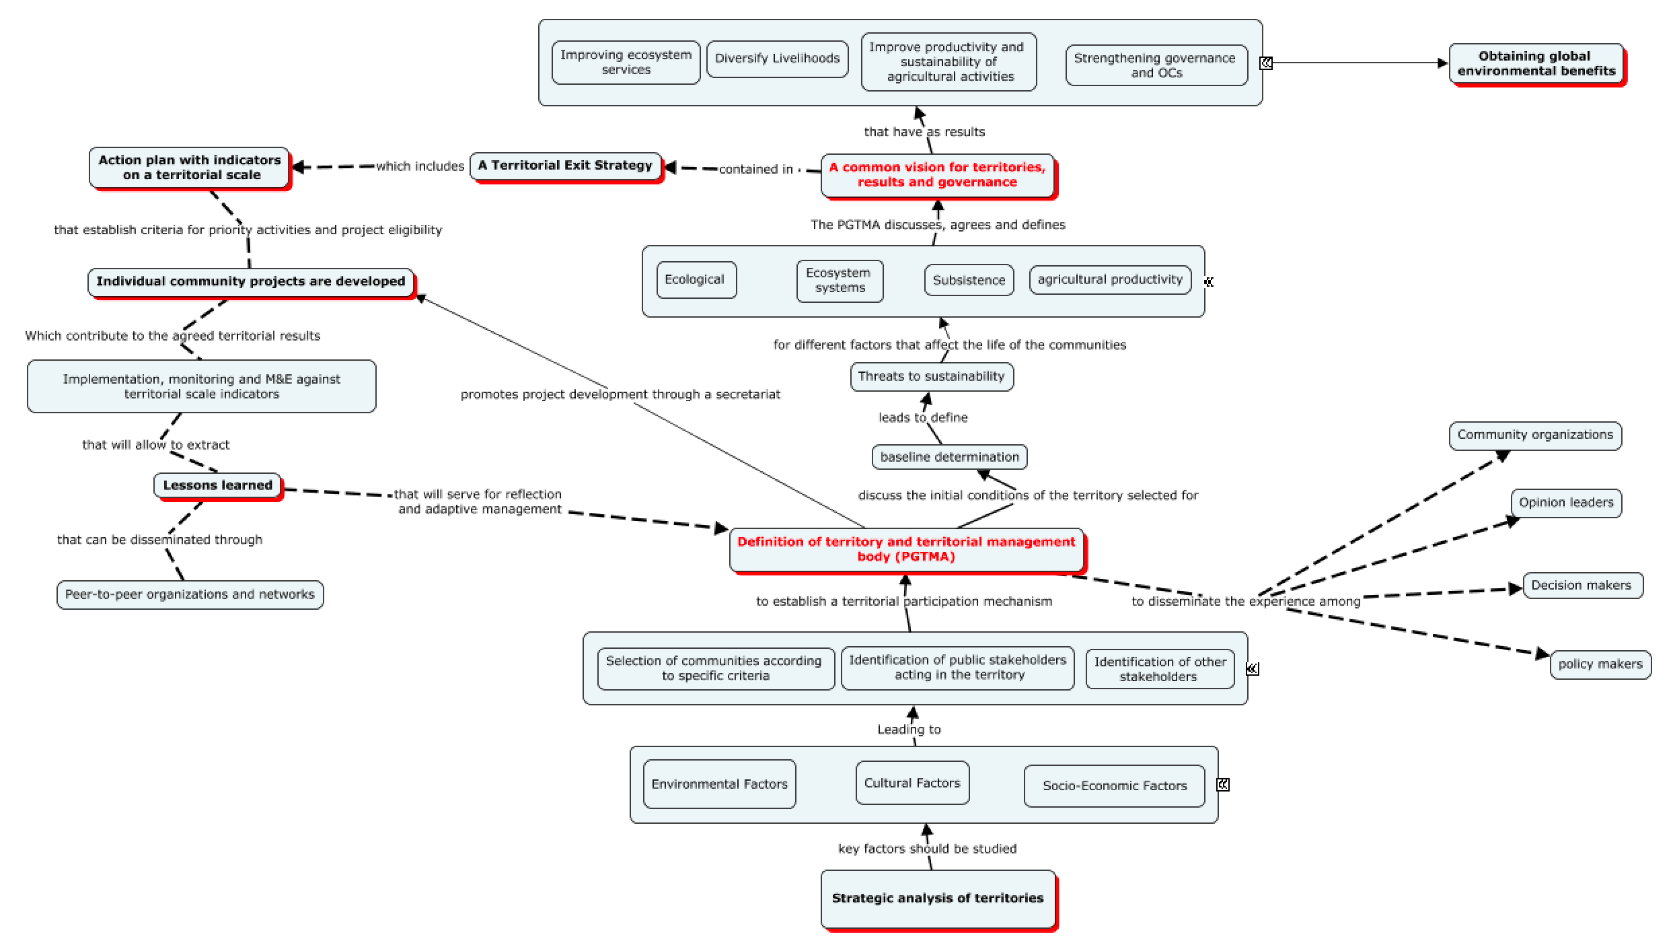 Improving ecosystem
services
Diversify Livelihoods
Improve productivity and
sustainability of
agricultural activities
Strengthening governance
and OCs
Obtaining global
environmental benefits
that have as results
Action plan with indicators
on a territorial scale
which includes
A Territorial Exit Strategy
contained in
A common vision for territories,
results and governance
that establish criteria for priority activities and project eligibility
The PGTMA discusses, agrees and defines
Individual community projects are developed
Ecological
Ecosystem
systems
Subsistence
agricultural productivity
Which contribute to the agreed territorial results
for different factors that affect the life of the communities
Implementation, monitoring and M&E against
territorial scale indicators
Threats to sustainability
promotes project development through a secretariat
leads to define
that will allow to extract
baseline determination
Community organizations
Lessons learned
that will serve for reflection
and adaptive management
discuss the initial conditions of the territory selected for
Opinion leaders
that can be disseminated through
Definition of territory and territorial management
body (PGTMA)
Peer-to-peer organizations and networks
to establish a territorial participation mechanism
to disseminate the experience among
Decision makers
policy makers
Selection of communities according
to specific criteria
Identification of public stakeholders
acting in the territory
Identification of other
stakeholders
Leading to
Environmental Factors
Cultural Factors
Socio-Economic Factors
key factors should be studied
Strategic analysis of territories